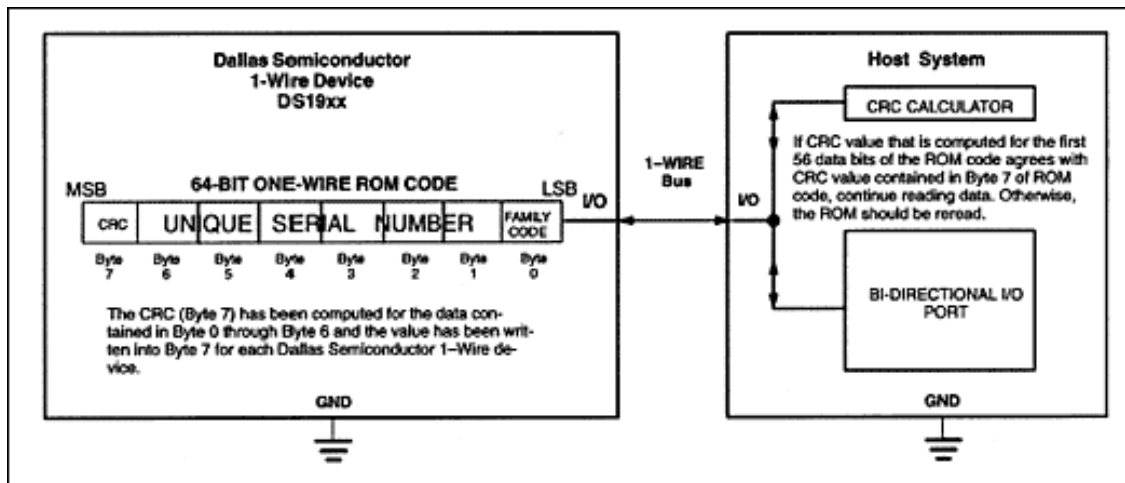 Dallas Semiconductor
1-Wire Device
DS19xx
MSB
64-BIT ONE-WIRE ROM CODE
LSB
I/O
CRC
UNIQUE SERIAL NUMBER
FAMILY
CODE
Byte Byte Byte Byte Byte Byte Byte Byte
7 6 5 4 3 2 1 0
The CRC (Byte 7) has been computed for the data con-
tained in Byte 0 through Byte 6 and the value has been writ-
ten into Byte 7 for each Dallas Semiconductor 1–Wire de-
vice.
GND
1–WIRE
Bus
Host System
CRC CALCULATOR
If CRC value that is computed for the first
56 data bits of the ROM code agrees with
CRC value contained in Byte 7 of ROM
code, continue reading data. Otherwise,
the ROM should be reread.
I/O
BI-DIRECTIONAL I/O
PORT
GND